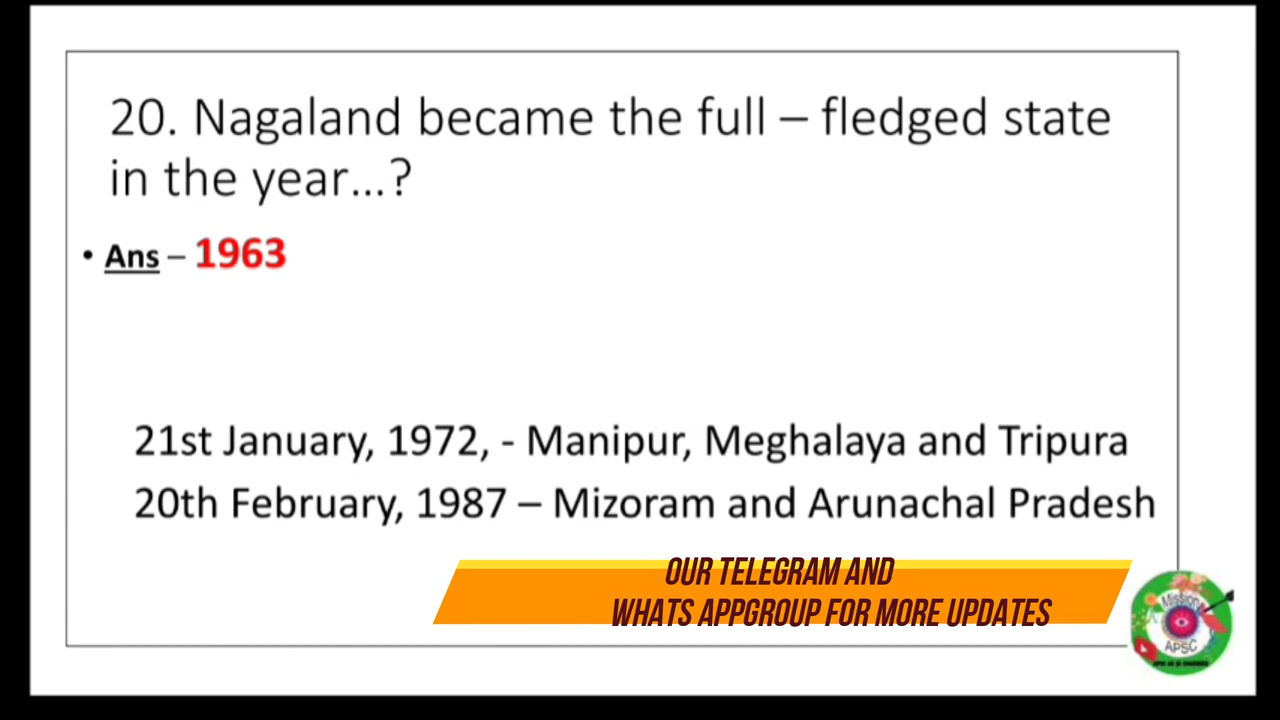 20. Nagaland became the full – fledged state
in the year...?
• Ans – 1963
21st January, 1972, - Manipur, Meghalaya and Tripura
20th February, 1987 – Mizoram and Arunachal Pradesh
OUR TELEGRAM AND
WHATS APPGROUP FOR MORE UPDATES
Mission
APSC